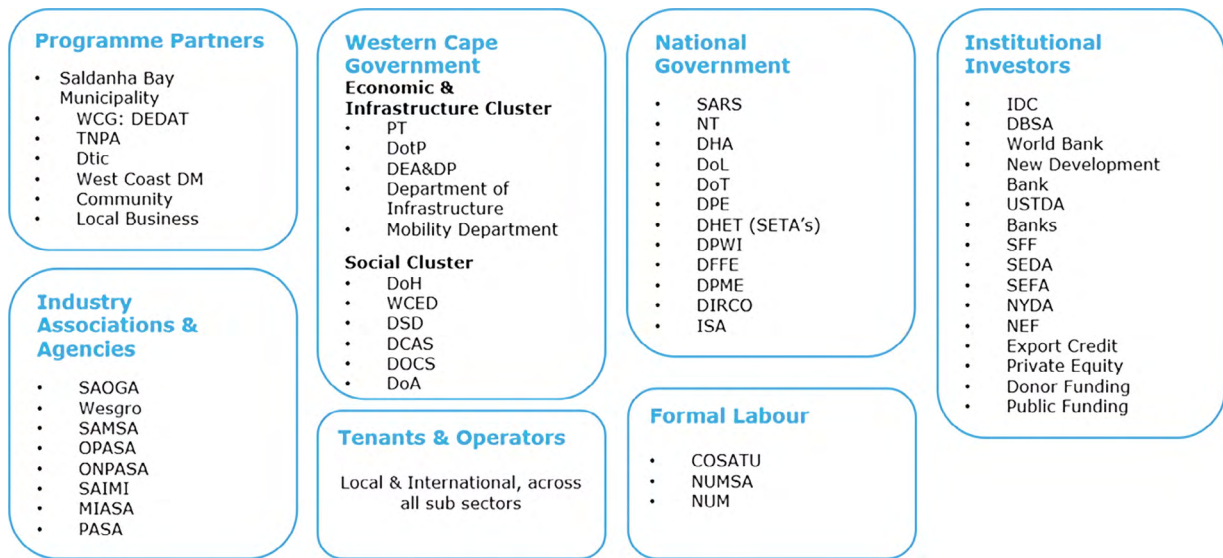 Programme Partners
• Saldanha Bay
Municipality
• WCG: DEDAT
• TNPA
• Dtic
• West Coast DM
• Community
• Local Business
Industry
Associations &
Agencies
• SAOGA
• Wesgro
• SAMSA
• OPASA
• ONPASA
• SAIMI
• MIASA
• PASA
Western Cape
Government
Economic &
Infrastructure Cluster
• PT
• DotP
• DEA&DP
• Department of
Infrastructure
• Mobility Department
Social Cluster
• DoH
• WCED
• DSD
• DCAS
• DOCS
• DoA
Tenants & Operators
Local & International, across
all sub sectors
National
Government
• SARS
• NT
• DHA
• DoL
• DoT
• DPE
• DHET (SETA's)
• DPWI
• DFFE
• DPME
• DIRCO
• ISA
Formal Labour
• COSATU
• NUMSA
• NUM
Institutional
Investors
• IDC
• DBSA
• World Bank
• New Development
Bank
• USTDA
• Banks
• SFF
• SEDA
• SEFA
• NYDA
• NEF
• Export Credit
• Private Equity
• Donor Funding
• Public Funding